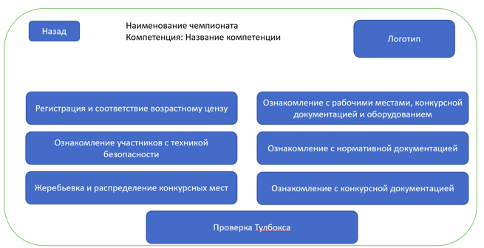 Назад
Наименование чемпионата
Компетенция: Название компетенции
Логотип
Регистрация и соответствие возрастному цензу
Ознакомление с рабочими местами, конкурсной
документацией и оборудованием
Ознакомление участников с техникой
безопасности
Ознакомление с нормативной документацией
Жеребьевка и распределение конкурсных мест
Ознакомление с конкурсной документацией
Проверка Тулбокса